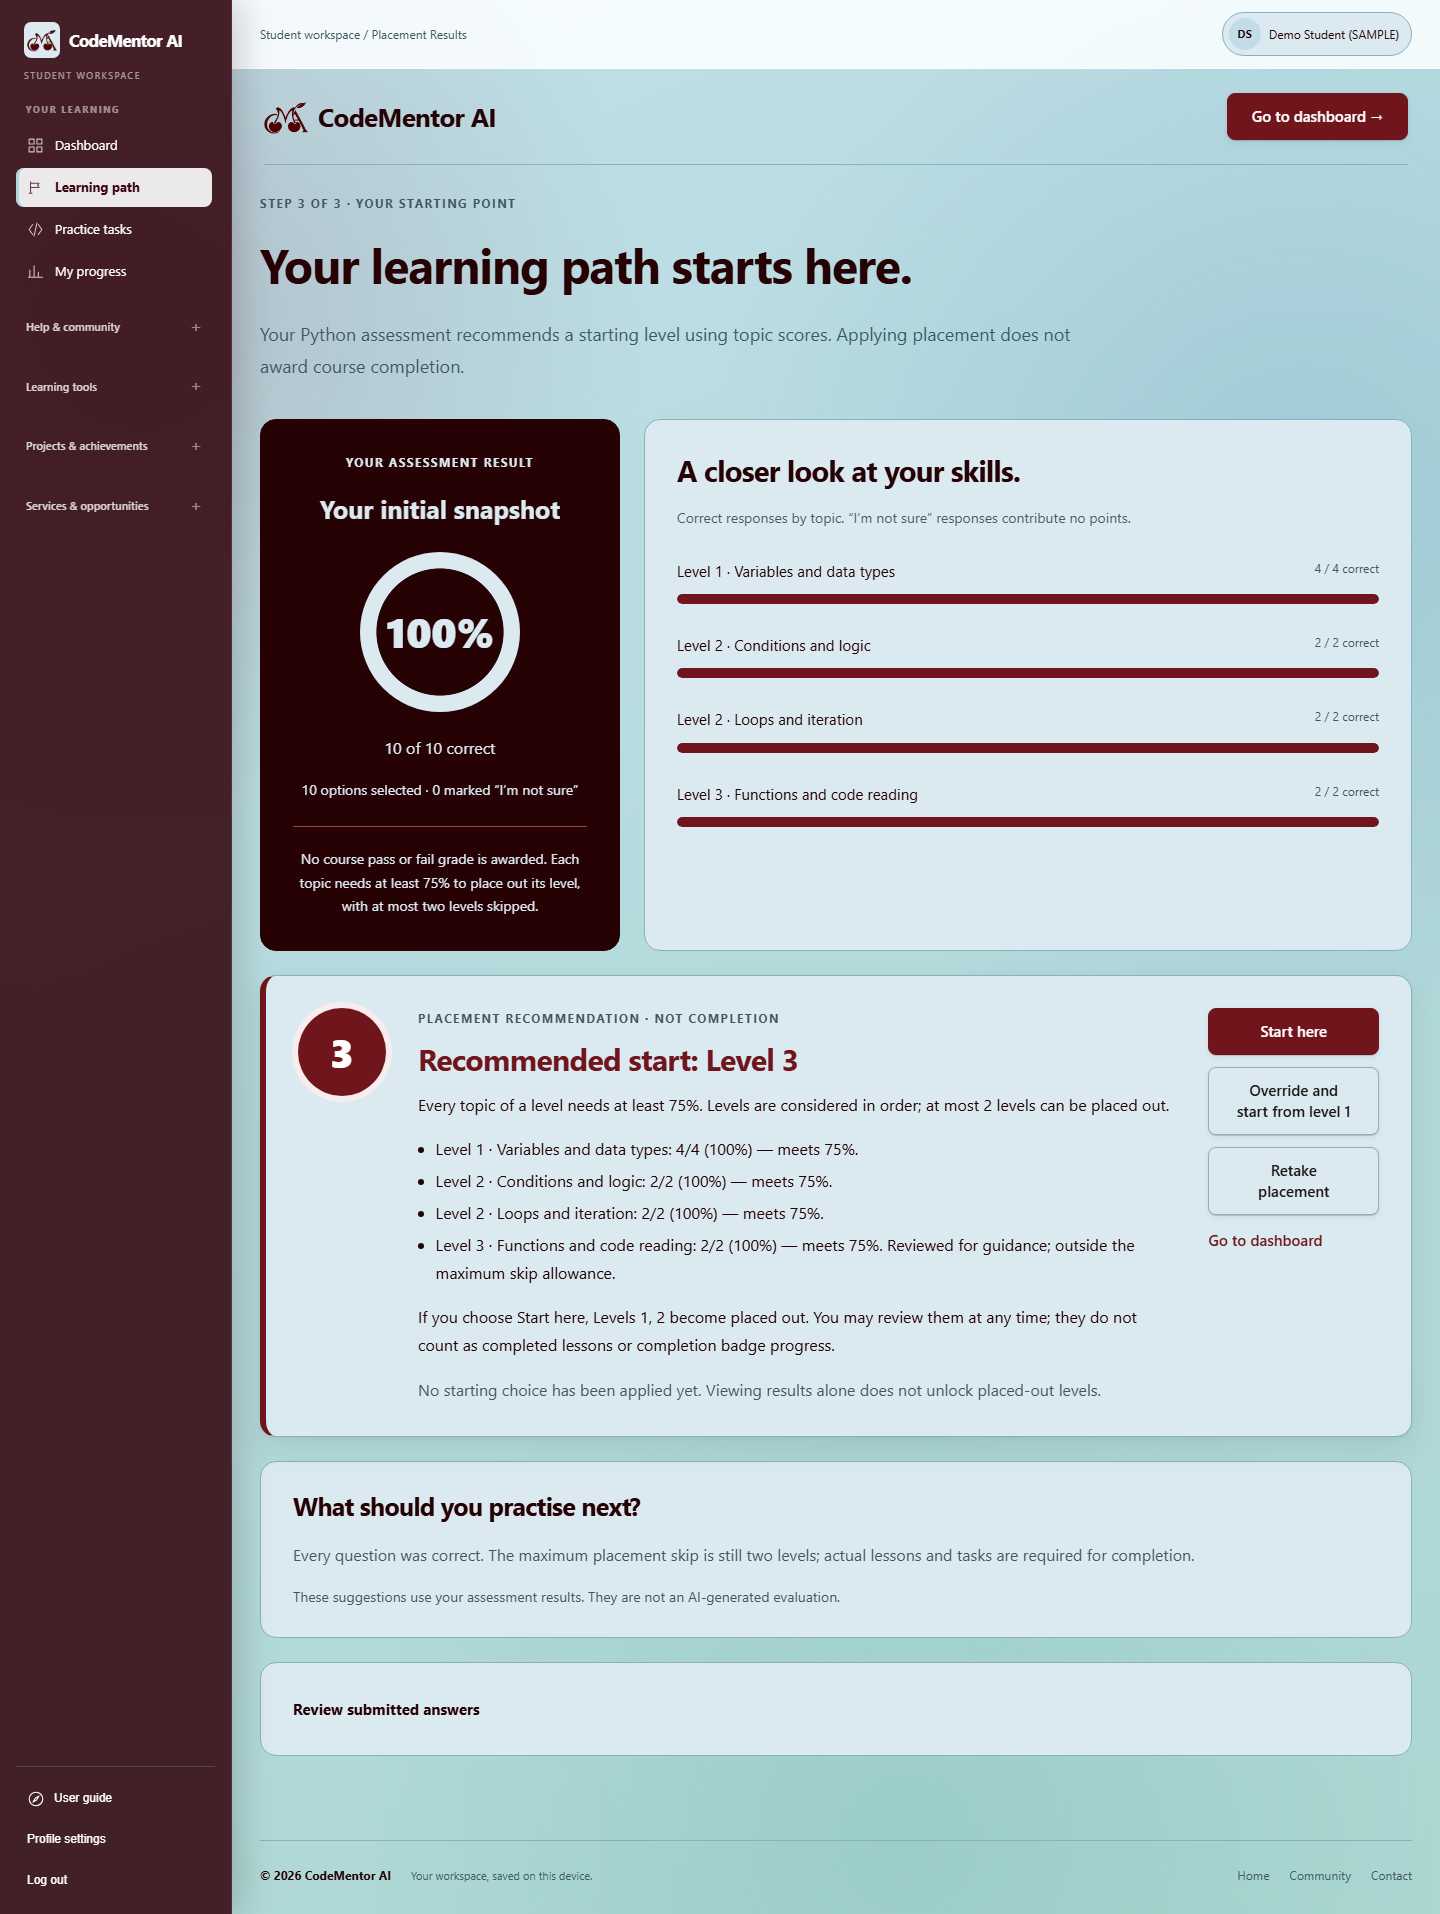 CodeMentor AI
STUDENT WORKSPACE
YOUR LEARNING
Dashboard
Learning path
Practice tasks
My progress
Help & community +
Learning tools +
Projects & achievements +
Services & opportunities +
User guide
Profile settings
Log out
Student workspace / Placement Results
DS Demo Student (SAMPLE)
CodeMentor AI
Go to dashboard →
STEP 3 OF 3 · YOUR STARTING POINT
Your learning path starts here.
Your Python assessment recommends a starting level using topic scores. Applying placement does not
award course completion.
YOUR ASSESSMENT RESULT
Your initial snapshot
100%
10 of 10 correct
10 options selected · 0 marked “I’m not sure”
No course pass or fail grade is awarded. Each
topic needs at least 75% to place out its level,
with at most two levels skipped.
A closer look at your skills.
Correct responses by topic. “I’m not sure” responses contribute no points.
Level 1 · Variables and data types 4 / 4 correct
Level 2 · Conditions and logic 2 / 2 correct
Level 2 · Loops and iteration 2 / 2 correct
Level 3 · Functions and code reading 2 / 2 correct
3
PLACEMENT RECOMMENDATION · NOT COMPLETION
Recommended start: Level 3
Every topic of a level needs at least 75%. Levels are considered in order; at most 2 levels can be placed out.
• Level 1 · Variables and data types: 4/4 (100%) — meets 75%.
• Level 2 · Conditions and logic: 2/2 (100%) — meets 75%.
• Level 2 · Loops and iteration: 2/2 (100%) — meets 75%.
• Level 3 · Functions and code reading: 2/2 (100%) — meets 75%. Reviewed for guidance; outside the
maximum skip allowance.
If you choose Start here, Levels 1, 2 become placed out. You may review them at any time; they do not
count as completed lessons or completion badge progress.
No starting choice has been applied yet. Viewing results alone does not unlock placed-out levels.
Start here
Override and
start from level 1
Retake
placement
Go to dashboard
What should you practise next?
Every question was correct. The maximum placement skip is still two levels; actual lessons and tasks are required for completion.
These suggestions use your assessment results. They are not an AI-generated evaluation.
Review submitted answers
© 2026 CodeMentor AI Your workspace, saved on this device.
Home Community Contact